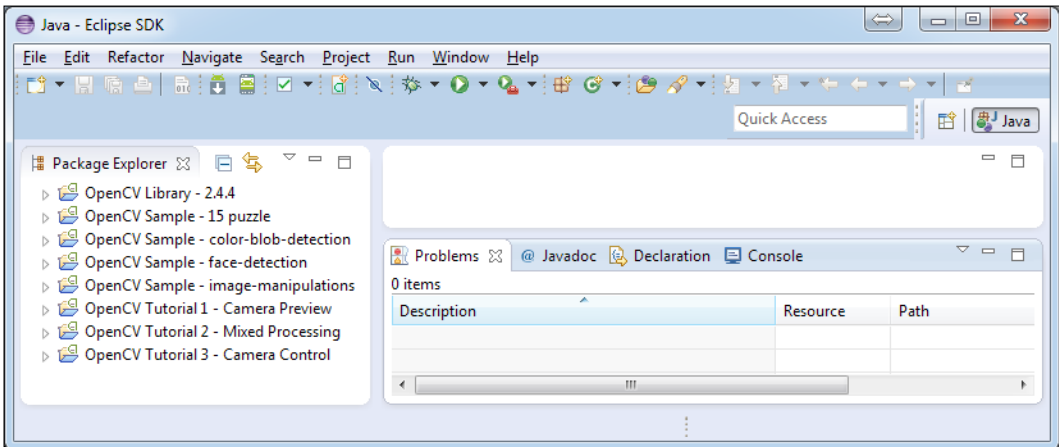 Java - Eclipse SDK
File Edit Refactor Navigate Search Project Run Window Help
Quick Access
Java
Package Explorer
OpenCV Library - 2.4.4
OpenCV Sample - 15 puzzle
OpenCV Sample - color-blob-detection
OpenCV Sample - face-detection
OpenCV Sample - image-manipulations
OpenCV Tutorial 1 - Camera Preview
OpenCV Tutorial 2 - Mixed Processing
OpenCV Tutorial 3 - Camera Control
Problems @ Javadoc Declaration Console
0 items
Description Resource Path